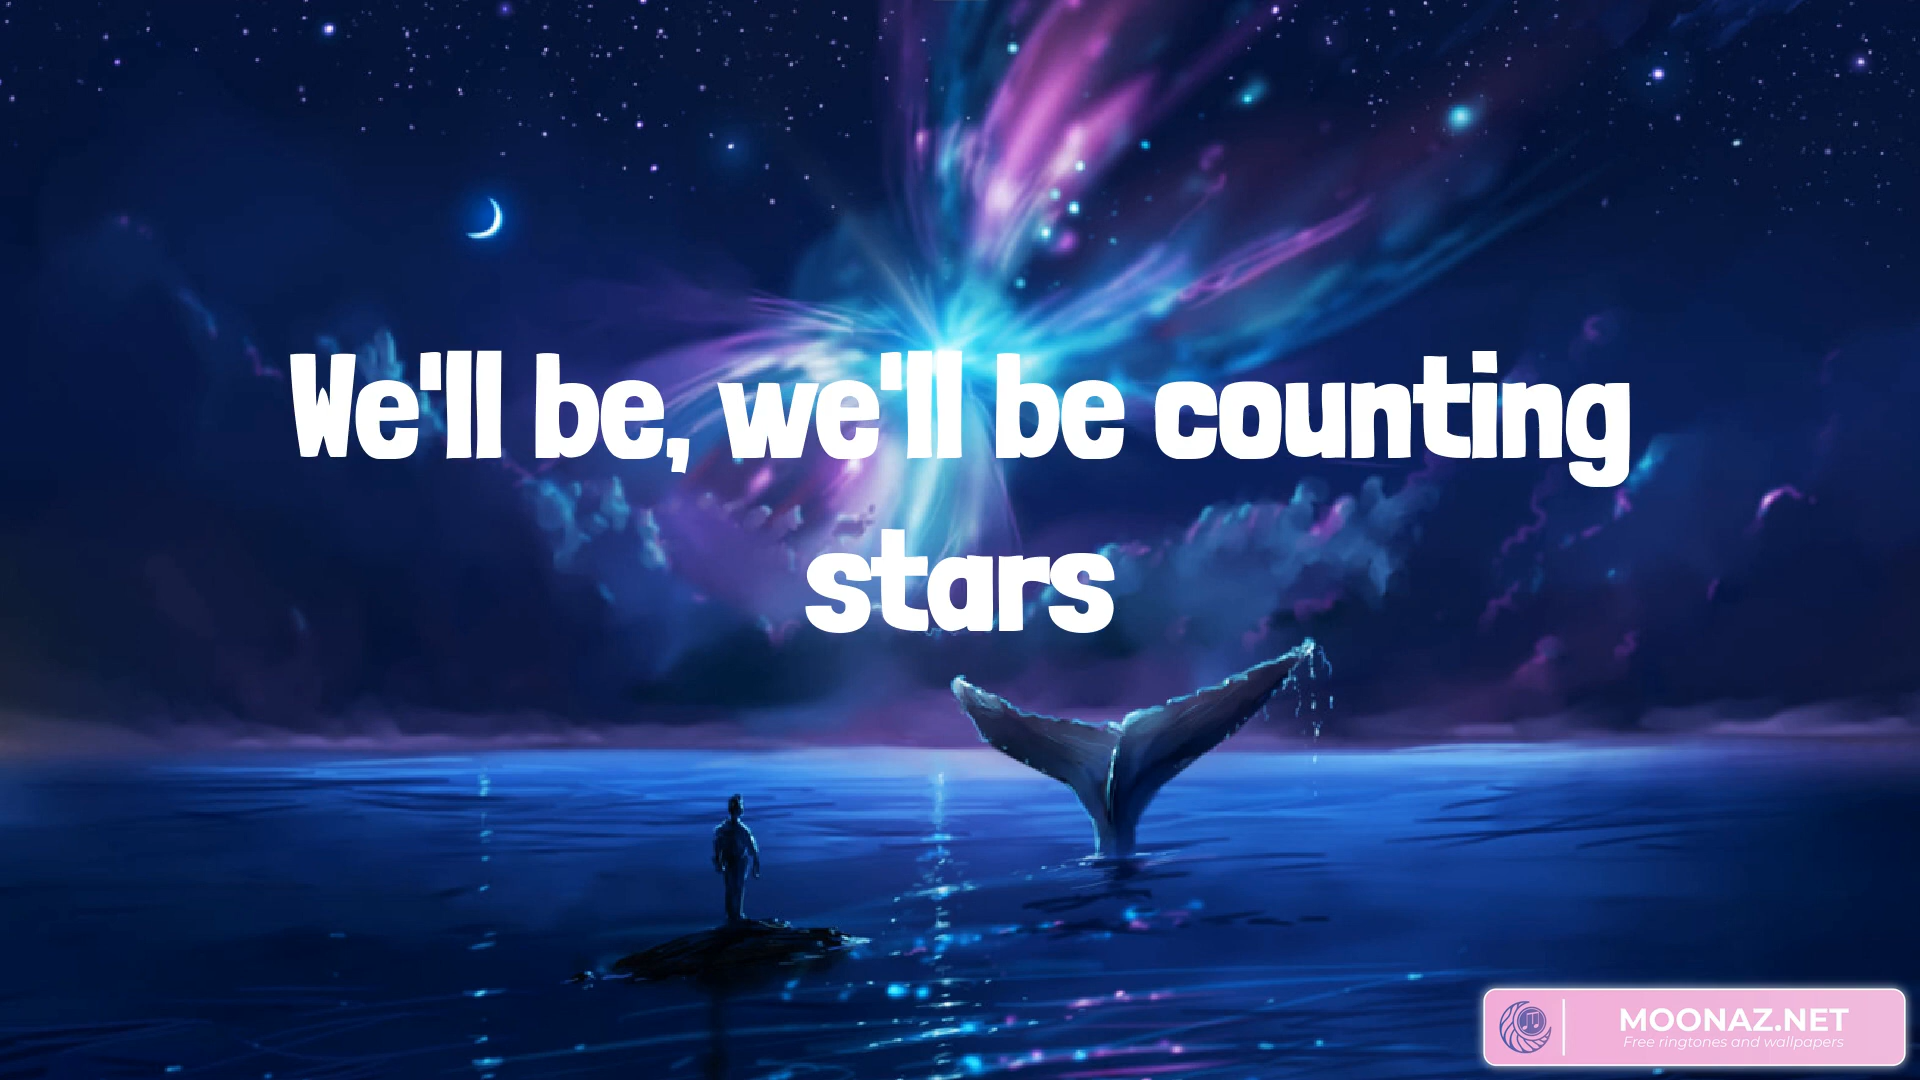 We'll be, we'll be counting
stars
MOONAZ.NET
Free ringtones and wallpapers